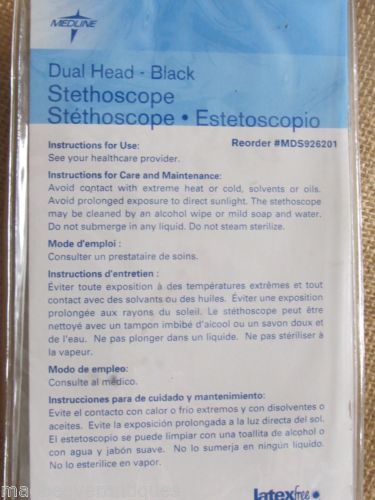 MEDLINE
Dual Head - Black
Stethoscope
Stéthoscope • Estetoscopio
Instructions for Use:
Reorder #MDS926201
See your healthcare provider.
Instructions for Care and Maintenance:
Avoid contact with extreme heat or cold, solvents or oils.
Avoid prolonged exposure to direct sunlight. The stethoscope
may be cleaned by an alcohol wipe or mild soap and water.
Do not submerge in any liquid. Do not steam sterilize.
Mode d'emploi :
Consulter un prestataire de soins.
Instructions d'entretien :
Éviter toute exposition à des températures extrêmes et tout
contact avec des solvants ou des huiles. Éviter une exposition
prolongée aux rayons du soleil. Le stéthoscope peut être
nettoyé avec un tampon imbibé d'alcool ou un savon doux et
de l'eau. Ne pas plonger dans un liquide. Ne pas stériliser à
la vapeur.
Modo de empleo:
Consulte al médico.
Instrucciones para de cuidado y mantenimiento:
Evite el contacto con calor o frío extremos y con disolventes o
aceites. Evite la exposición prolongada a la luz directa del sol.
El estetoscopio se puede limpiar con una toallita de alcohol o
con agua y jabón suave. No lo sumerja en ningún líquido.
No lo esterilice en vapor.
latexfree